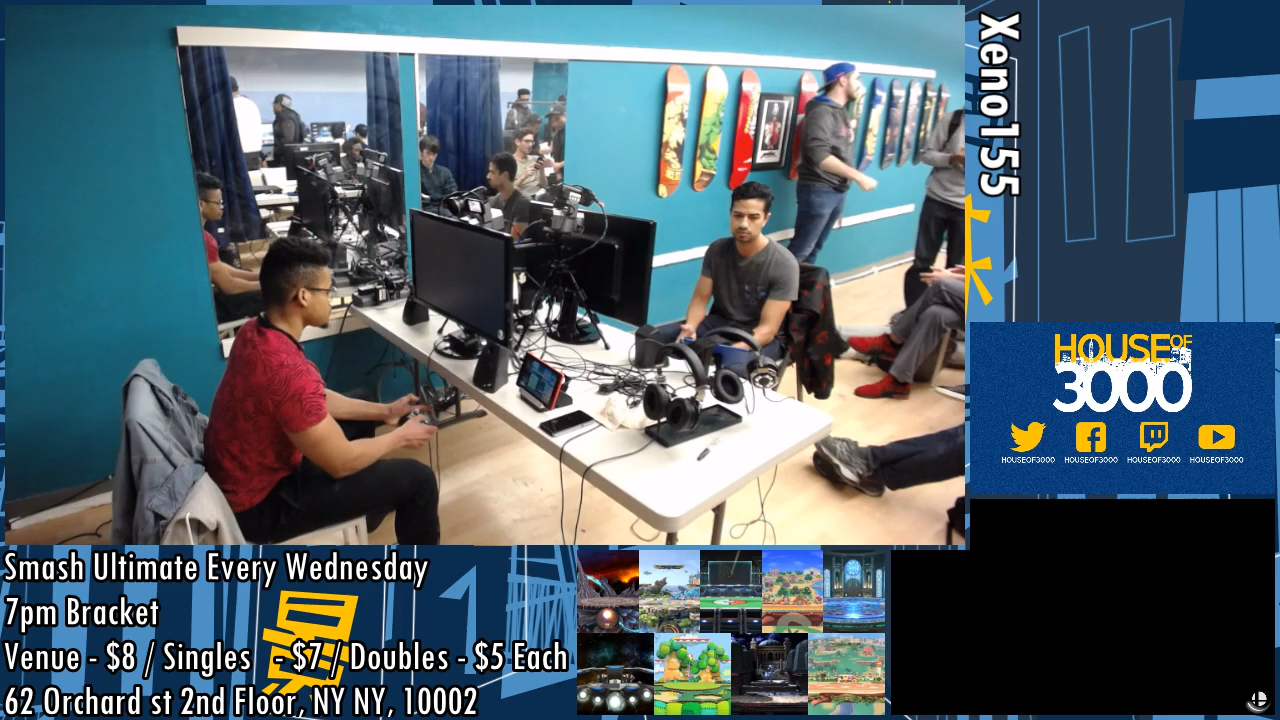 Xeno155
HOUSE OF
3000
HOUSEOF3000 HOUSEOF3000 HOUSEOF3000 HOUSEOF3000
Smash Ultimate Every Wednesday
7pm Bracket
Venue - $8 / Singles - $7 / Doubles - $5 Each
62 Orchard st 2nd Floor, NY NY, 10002